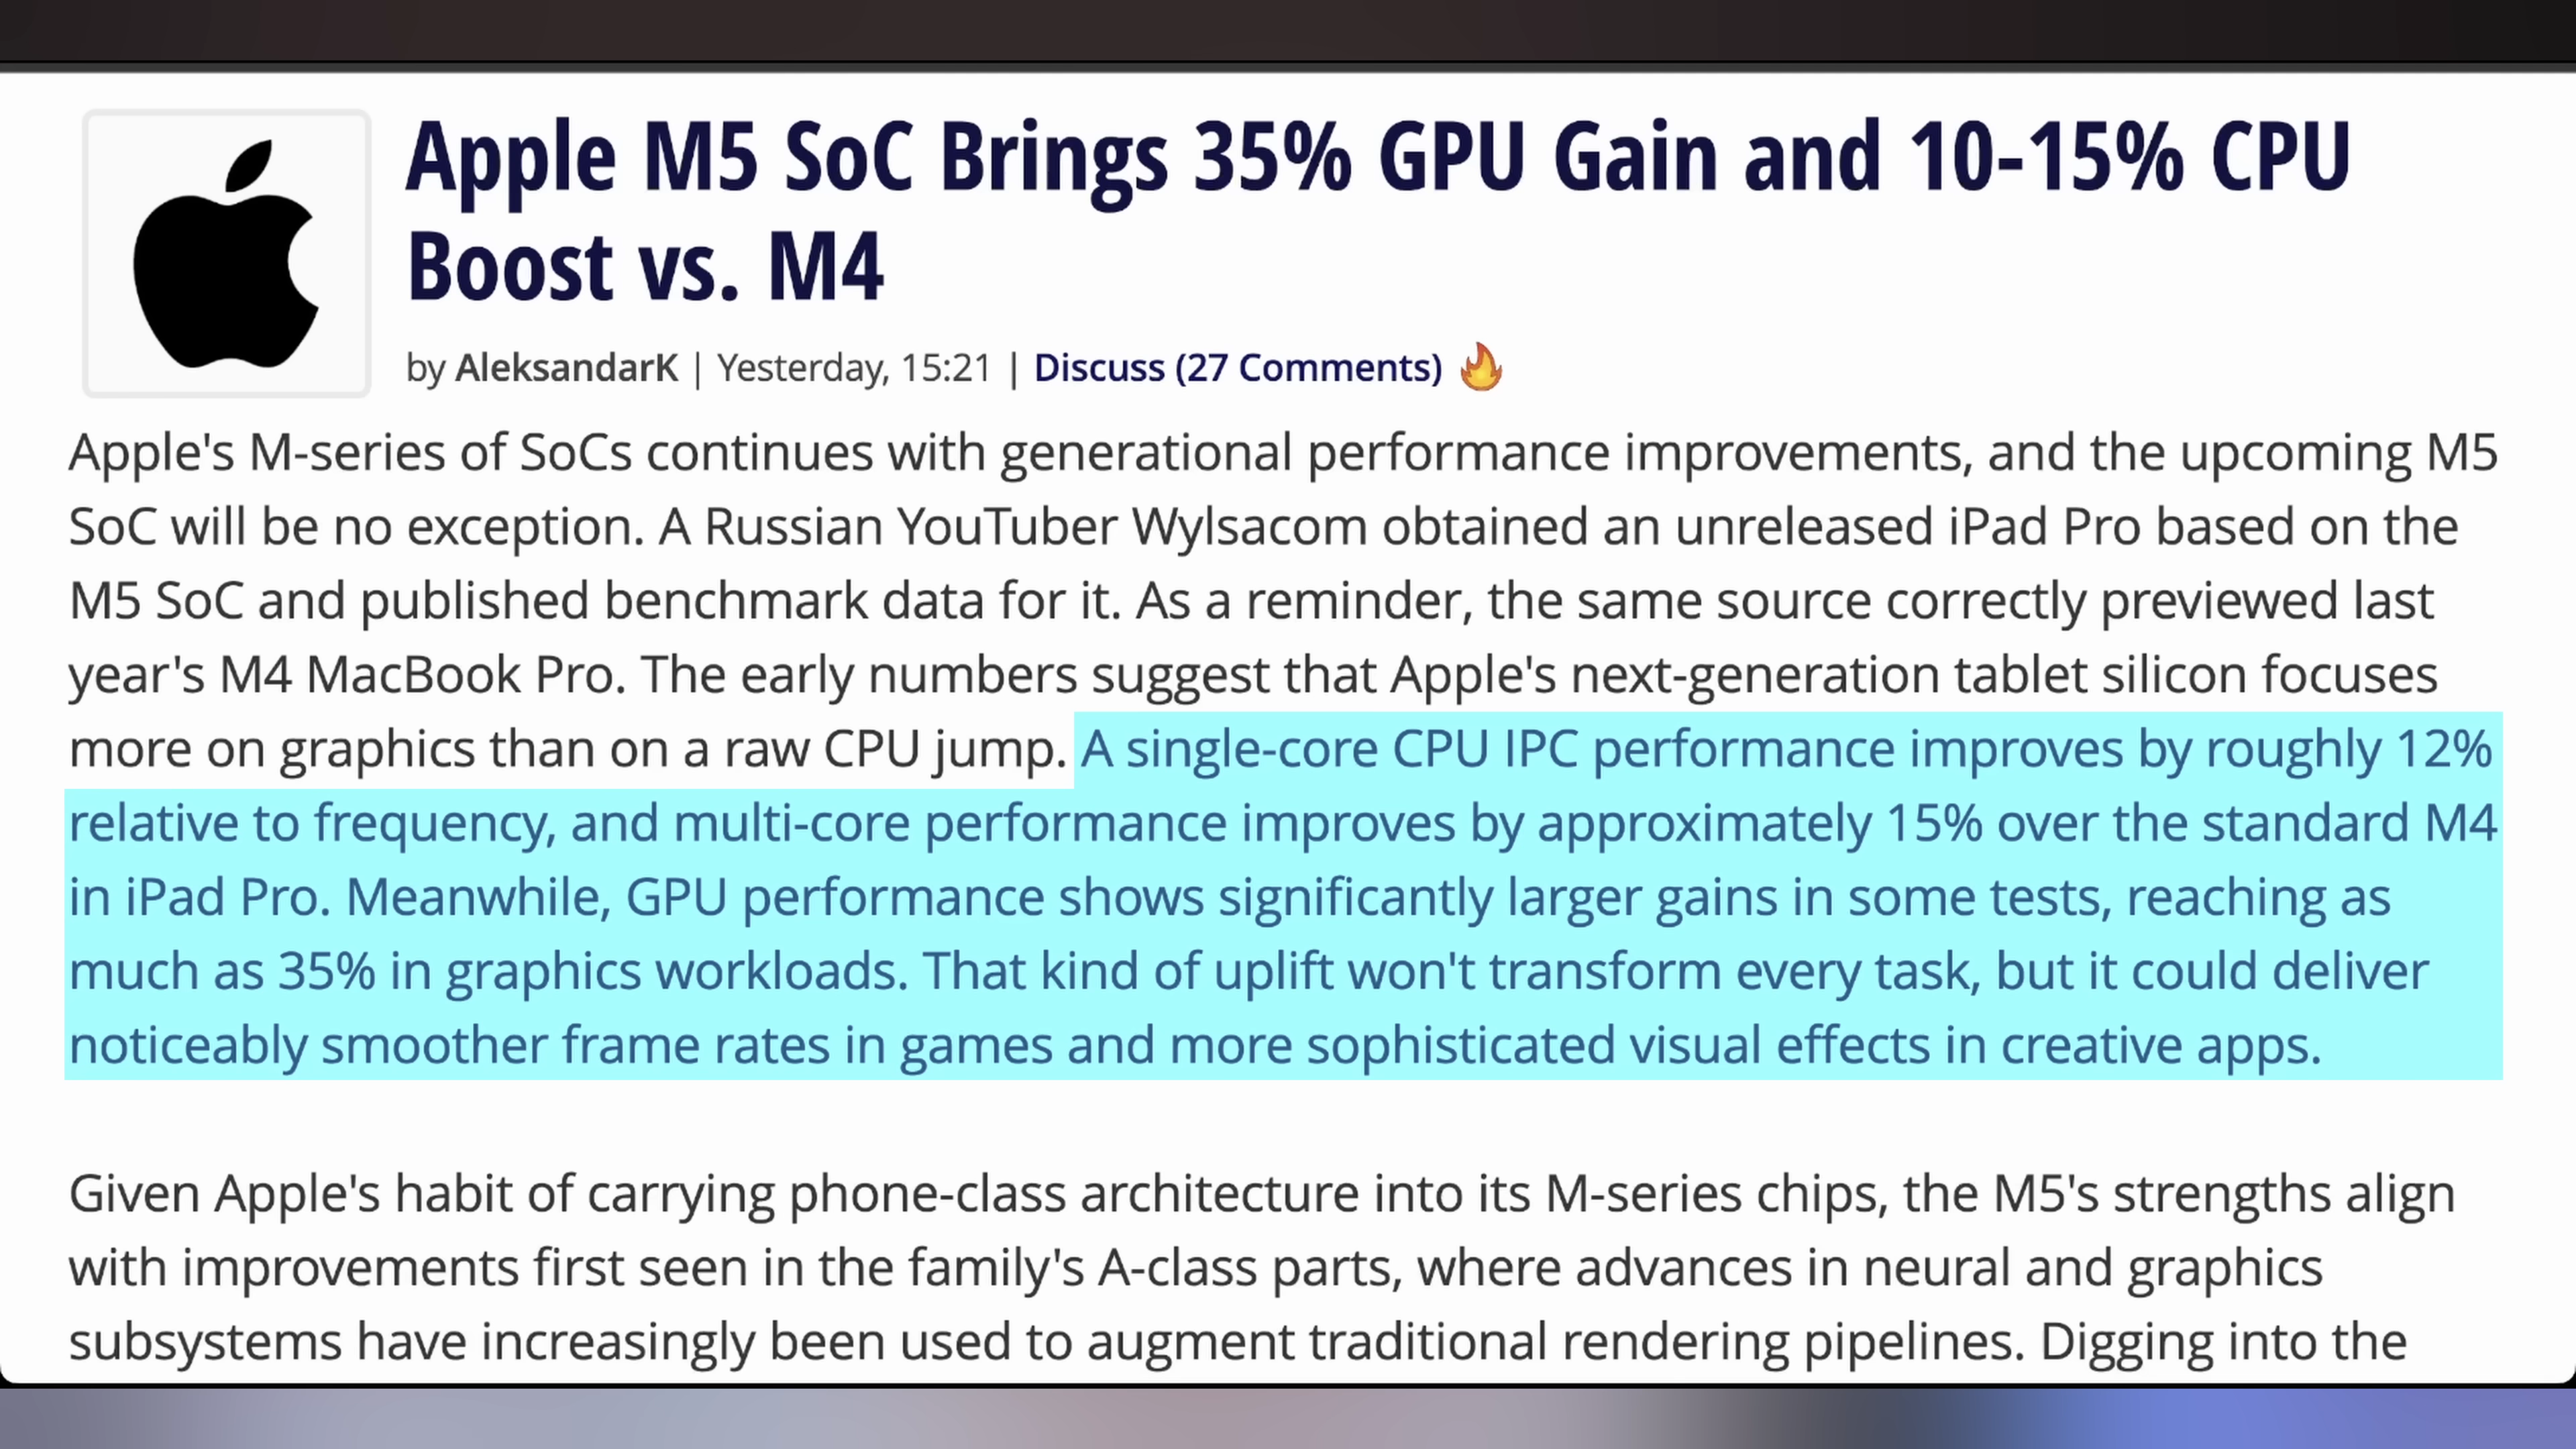 Apple M5 SoC Brings 35% GPU Gain and 10-15% CPU
Boost vs. M4
by AleksandarK | Yesterday, 15:21 | Discuss (27 Comments) 🔥
Apple's M-series of SoCs continues with generational performance improvements, and the upcoming M5
SoC will be no exception. A Russian YouTuber Wylsacom obtained an unreleased iPad Pro based on the
M5 SoC and published benchmark data for it. As a reminder, the same source correctly previewed last
year's M4 MacBook Pro. The early numbers suggest that Apple's next-generation tablet silicon focuses
more on graphics than on a raw CPU jump. A single-core CPU IPC performance improves by roughly 12%
relative to frequency, and multi-core performance improves by approximately 15% over the standard M4
in iPad Pro. Meanwhile, GPU performance shows significantly larger gains in some tests, reaching as
much as 35% in graphics workloads. That kind of uplift won't transform every task, but it could deliver
noticeably smoother frame rates in games and more sophisticated visual effects in creative apps.
Given Apple's habit of carrying phone-class architecture into its M-series chips, the M5's strengths align
with improvements first seen in the family's A-class parts, where advances in neural and graphics
subsystems have increasingly been used to augment traditional rendering pipelines. Digging into the